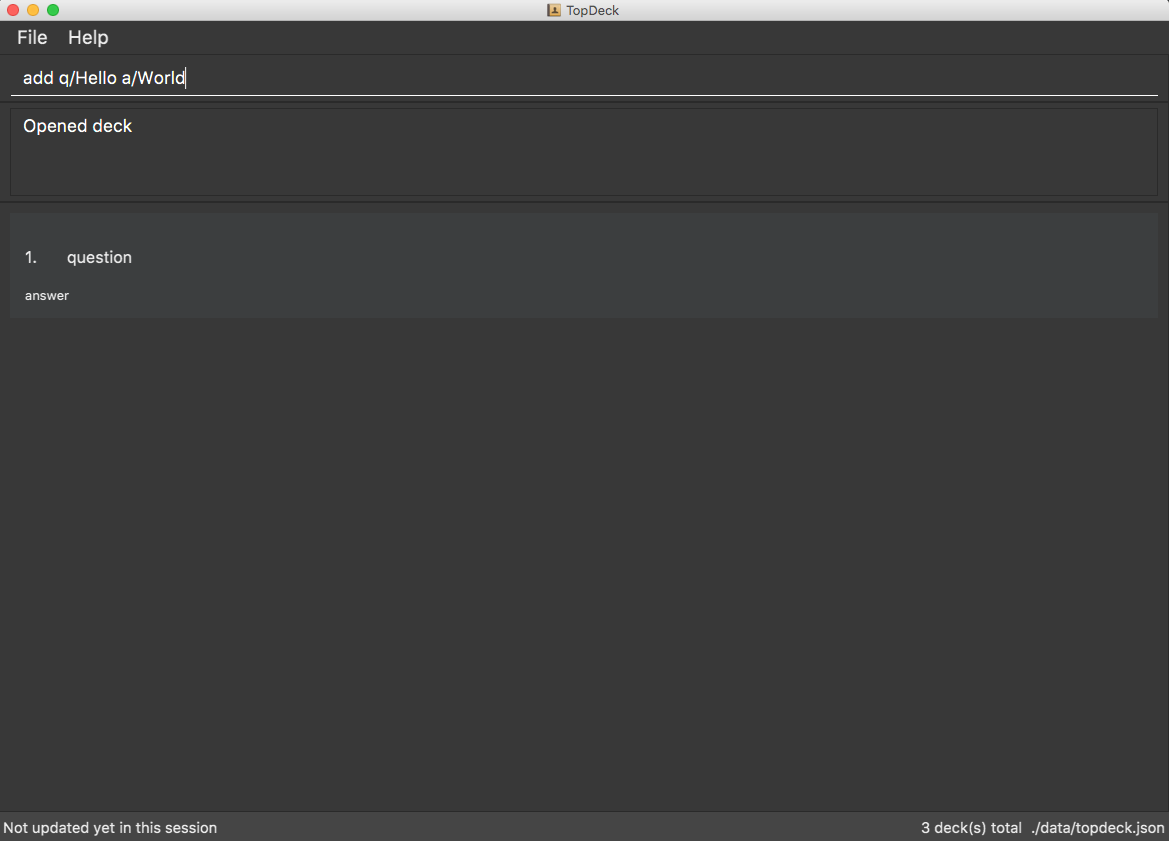 TopDeck
File Help
add q/Hello a/World
Opened deck
1. question
answer
Not updated yet in this session 3 deck(s) total ./data/topdeck.json